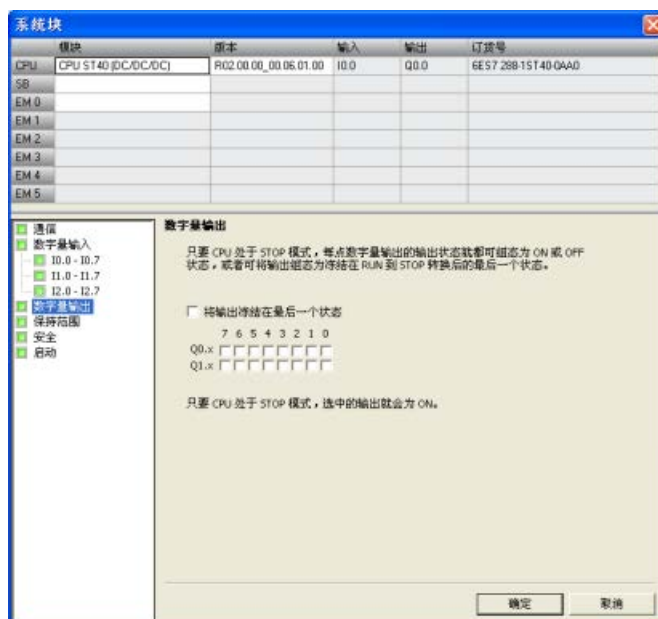 系统块
模块 版本 输入 输出 订货号
CPU CPU ST40 (DC/DC/DC) R02.00.00_00.06.01.00 I0.0 Q0.0 6ES7 288-1ST40-0AA0
SB
EM 0
EM 1
EM 2
EM 3
EM 4
EM 5
通信
数字量输入
I0.0 - I0.7
I1.0 - I1.7
I2.0 - I2.7
数字量输出
保持范围
安全
启动
数字量输出
只要 CPU 处于 STOP 模式，每点数字量输出的输出状态就都可组态为 ON 或 OFF
状态，或者可将输出组态为冻结在 RUN 到 STOP 转换后的最后一个状态。
将输出冻结在最后一个状态
7 6 5 4 3 2 1 0
Q0.x
Q1.x
只要 CPU 处于 STOP 模式，选中的输出就会为 ON。
确定 取消